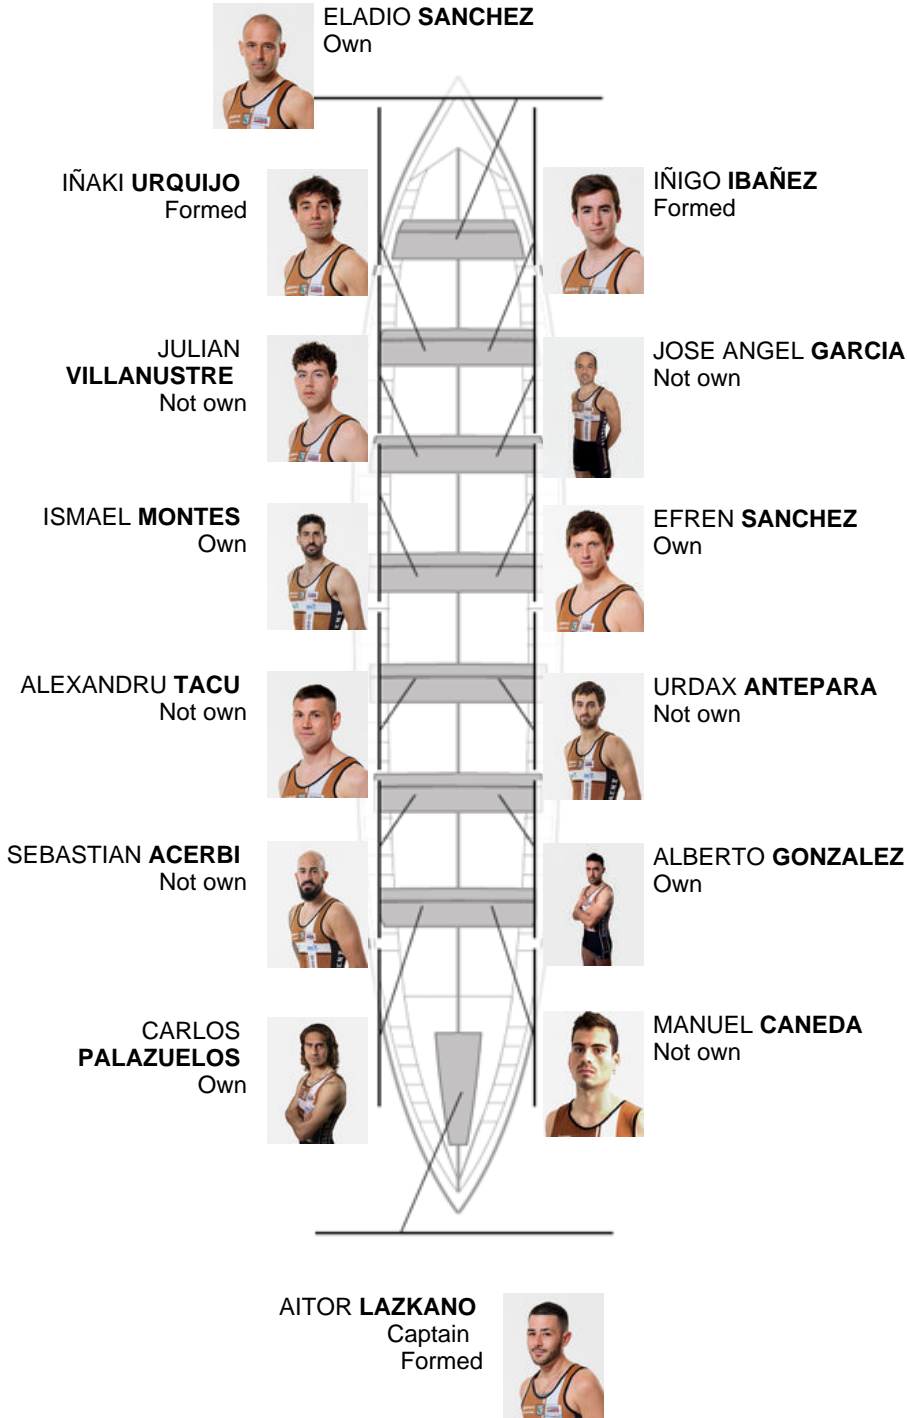 ELADIO SANCHEZ
Own
IÑAKI URQUIJO
Formed
IÑIGO IBAÑEZ
Formed
JULIAN
VILLANUSTRE
Not own
JOSE ANGEL GARCIA
Not own
ISMAEL MONTES
Own
EFREN SANCHEZ
Own
ALEXANDRU TACU
Not own
URDAX ANTEPARA
Not own
SEBASTIAN ACERBI
Not own
ALBERTO GONZALEZ
Own
CARLOS
PALAZUELOS
Own
MANUEL CANEDA
Not own
AITOR LAZKANO
Captain
Formed